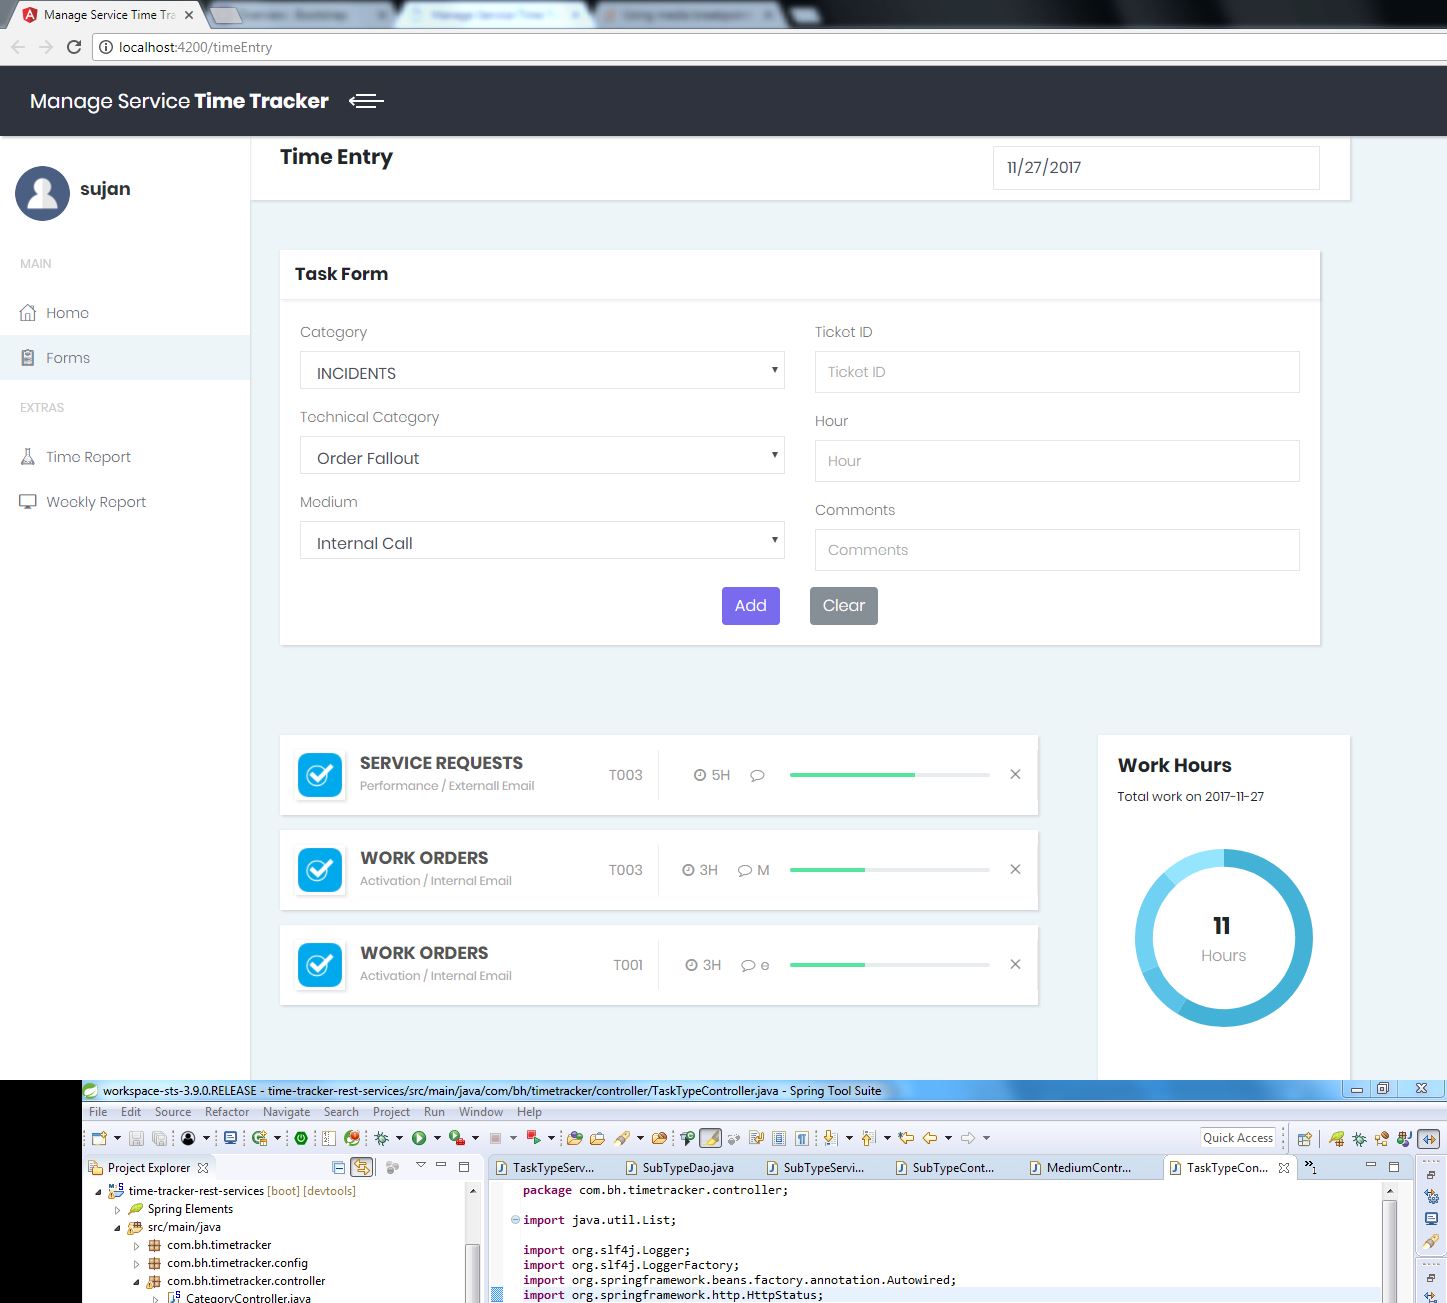 Manage Service Time Tra
localhost:4200/timeEntry
Manage Service Time Tracker
sujan
MAIN
Home
Forms
EXTRAS
Time Report
Weekly Report
Time Entry
11/27/2017
Task Form
Category
INCIDENTS
Technical Category
Order Fallout
Medium
Internal Call
Ticket ID
Ticket ID
Hour
Hour
Comments
Comments
Add
Clear
SERVICE REQUESTS
Performance / Externall Email
T003
5H
WORK ORDERS
Activation / Internal Email
T003
3H
M
WORK ORDERS
Activation / Internal Email
T001
3H
e
Work Hours
Total work on 2017-11-27
11
Hours
workspace-sts-3.9.0.RELEASE - time-tracker-rest-services/src/main/java/com/bh/timetracker/controller/TaskTypeController.java - Spring Tool Suite
File Edit Source Refactor Navigate Search Project Run Window Help
Quick Access
Project Explorer
time-tracker-rest-services [boot] [devtools]
Spring Elements
src/main/java
com.bh.timetracker
com.bh.timetracker.config
com.bh.timetracker.controller
CategoryController.java
TaskTypeServ... SubTypeDao.java SubTypeServi... SubTypeCont... MediumContr... TaskTypeCon... »1
package com.bh.timetracker.controller;
import java.util.List;
import org.slf4j.Logger;
import org.slf4j.LoggerFactory;
import org.springframework.beans.factory.annotation.Autowired;
import org.springframework.http.HttpStatus;